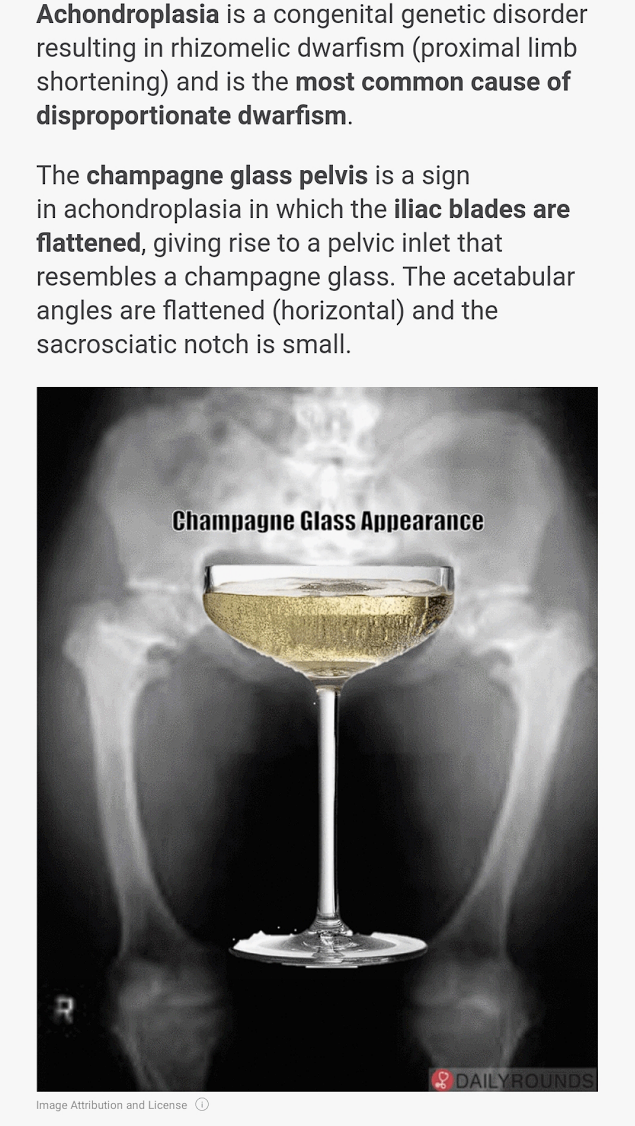 Achondroplasia is a congenital genetic disorder
resulting in rhizomelic dwarfism (proximal limb
shortening) and is the most common cause of
disproportionate dwarfism.
The champagne glass pelvis is a sign
in achondroplasia in which the iliac blades are
flattened, giving rise to a pelvic inlet that
resembles a champagne glass. The acetabular
angles are flattened (horizontal) and the
sacrosciatic notch is small.
Champagne Glass Appearance
R
DAILYROUNDS
Image Attribution and License